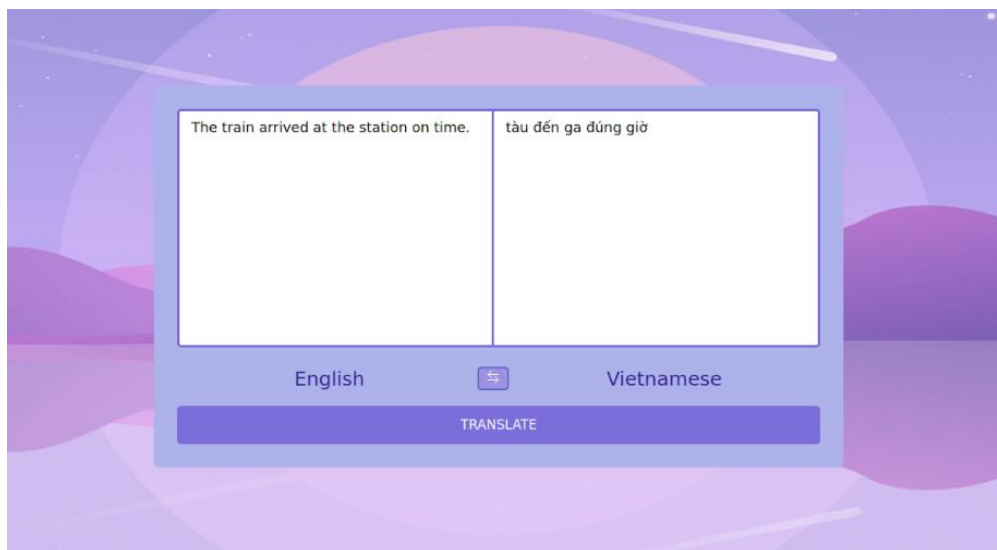 The train arrived at the station on time.
tàu đến ga đúng giờ
English ⇆ Vietnamese
TRANSLATE